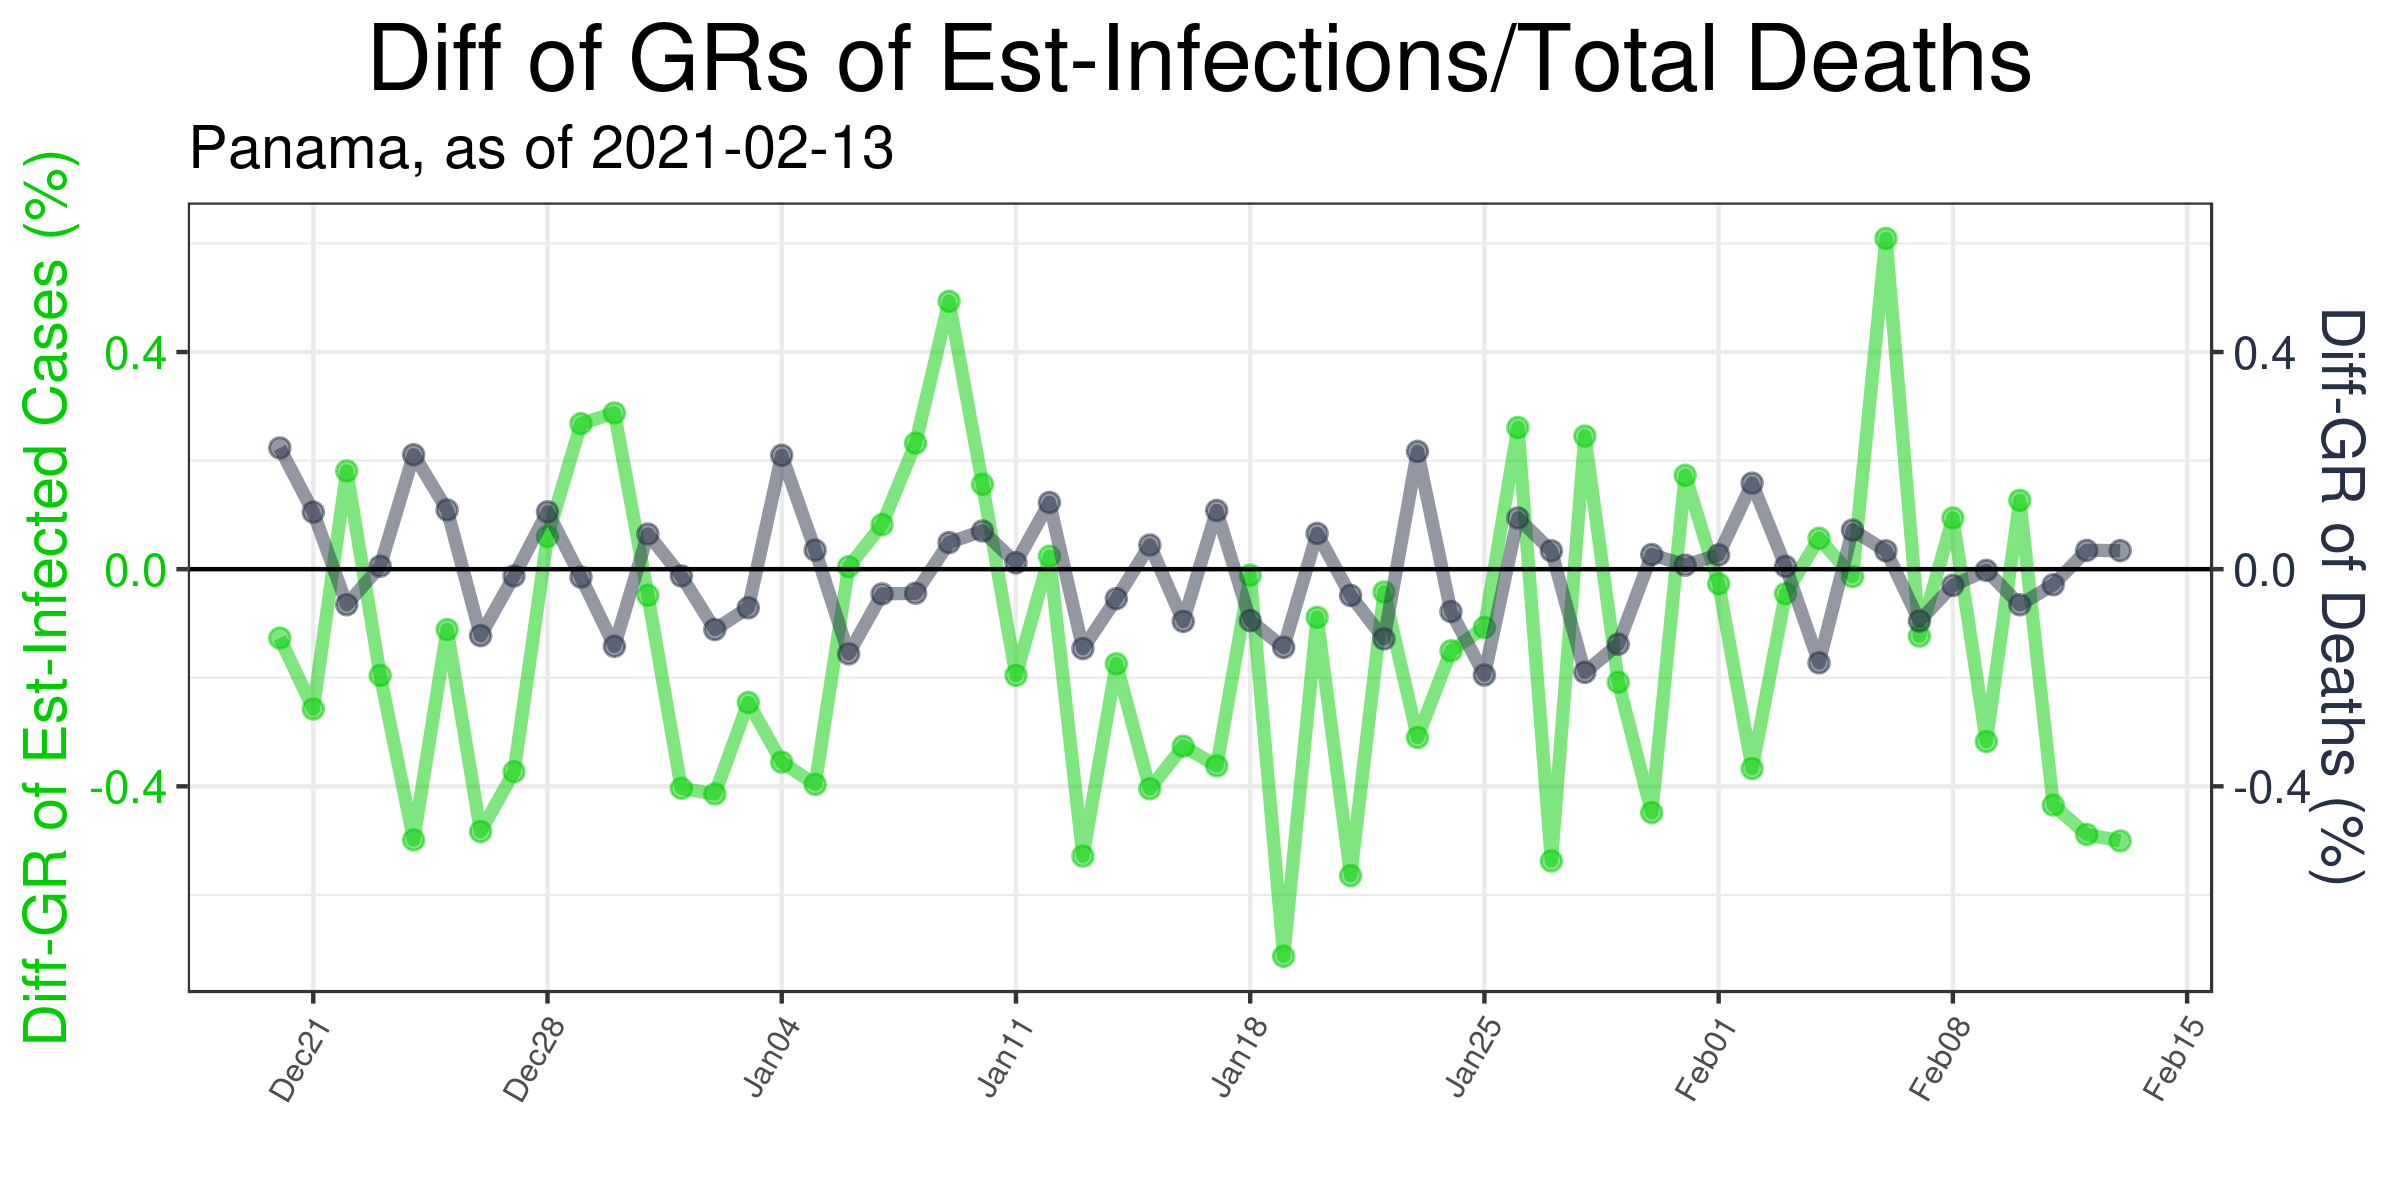 Diff of GRs of Est-Infections/Total Deaths
Panama, as of 2021-02-13
Diff-GR of Est-Infected Cases (%)
0.4
0.0
-0.4
0.4
0.0
-0.4
Diff-GR of Deaths (%)
Dec21
Dec28
Jan04
Jan11
Jan18
Jan25
Feb01
Feb08
Feb15